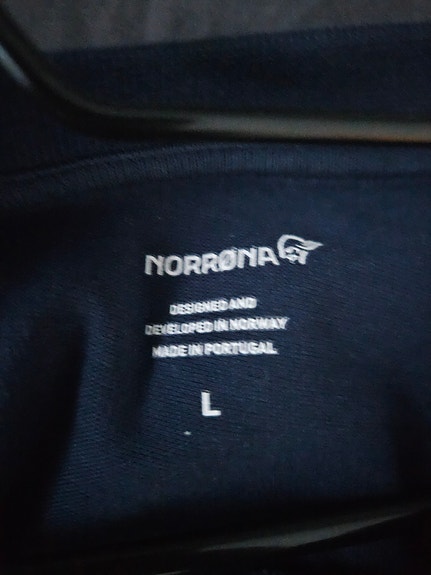 NORRØNA
DESIGNED AND
DEVELOPED IN NORWAY
MADE IN PORTUGAL
L